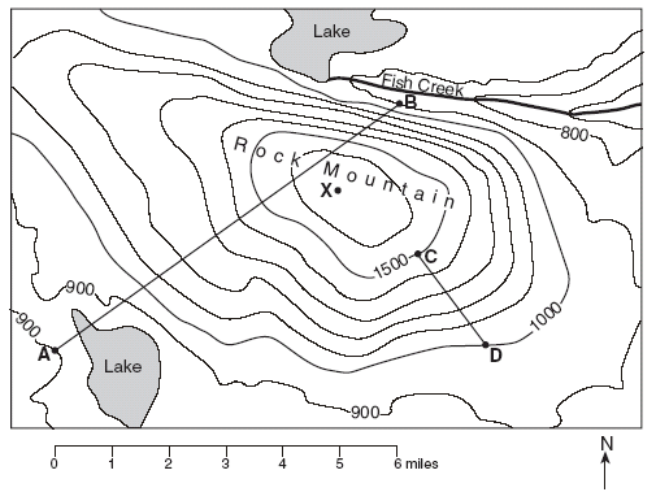 Lake
Fish Creek
B
800
Rock Mountain
X
C
1500
900
900
1000
A
D
Lake
900
N
0 1 2 3 4 5 6 miles